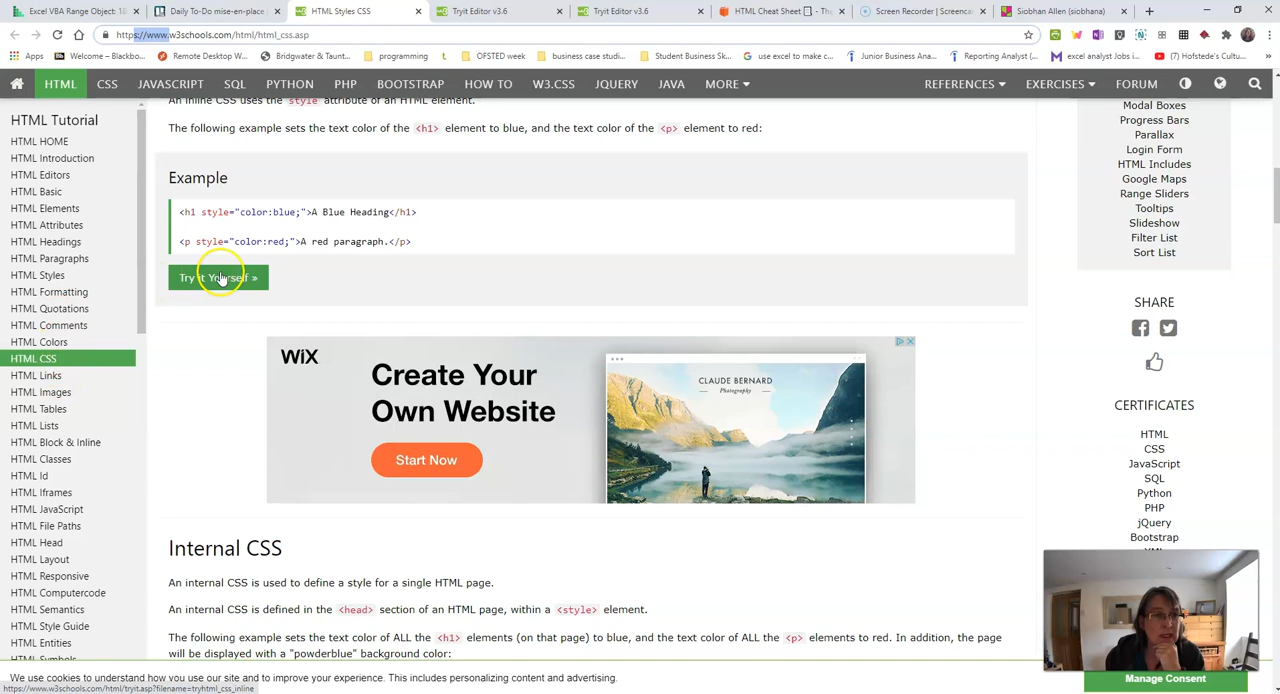 Excel VBA Range Object: 18
Daily To-Do mise-en-place
HTML Styles CSS
Tryit Editor v3.6
Tryit Editor v3.6
HTML Cheat Sheet
Screen Recorder | Screenca
Siobhan Allen (siobhana)
https://www.w3schools.com/html/html_css.asp
Apps
Welcome – Blackbo...
Remote Desktop W...
Bridgwater & Taunt...
programming
OFSTED week
business case studi...
Student Business Sk...
use excel to make c...
Junior Business Ana...
Reporting Analyst (...
excel analyst Jobs i...
(7) Hofstede's Cultu...
HTML
CSS
JAVASCRIPT
SQL
PYTHON
PHP
BOOTSTRAP
HOW TO
W3.CSS
JQUERY
JAVA
MORE
REFERENCES
EXERCISES
FORUM
HTML Tutorial
HTML HOME
HTML Introduction
HTML Editors
HTML Basic
HTML Elements
HTML Attributes
HTML Headings
HTML Paragraphs
HTML Styles
HTML Formatting
HTML Quotations
HTML Comments
HTML Colors
HTML CSS
HTML Links
HTML Images
HTML Tables
HTML Lists
HTML Block & Inline
HTML Classes
HTML Id
HTML Iframes
HTML JavaScript
HTML File Paths
HTML Head
HTML Layout
HTML Responsive
HTML Computercode
HTML Semantics
HTML Style Guide
HTML Entities
HTML Symbols
An inline CSS uses the style attribute of an HTML element.
The following example sets the text color of the <h1> element to blue, and the text color of the <p> element to red:
Example
<h1 style="color:blue;">A Blue Heading</h1>
<p style="color:red;">A red paragraph.</p>
Try it Yourself »
WiX
Create Your
Own Website
Start Now
CLAUDE BERNARD
Photography
Internal CSS
An internal CSS is used to define a style for a single HTML page.
An internal CSS is defined in the <head> section of an HTML page, within a <style> element.
The following example sets the text color of ALL the <h1> elements (on that page) to blue, and the text color of ALL the <p> elements to red. In addition, the page
will be displayed with a "powderblue" background color:
Modal Boxes
Progress Bars
Parallax
Login Form
HTML Includes
Google Maps
Range Sliders
Tooltips
Slideshow
Filter List
Sort List
SHARE
CERTIFICATES
HTML
CSS
JavaScript
SQL
Python
PHP
jQuery
Bootstrap
XML
We use cookies to understand how you use our site and to improve your experience. This includes personalizing content and advertising.
Manage Consent
https://www.w3schools.com/html/tryit.asp?filename=tryhtml_css_inline